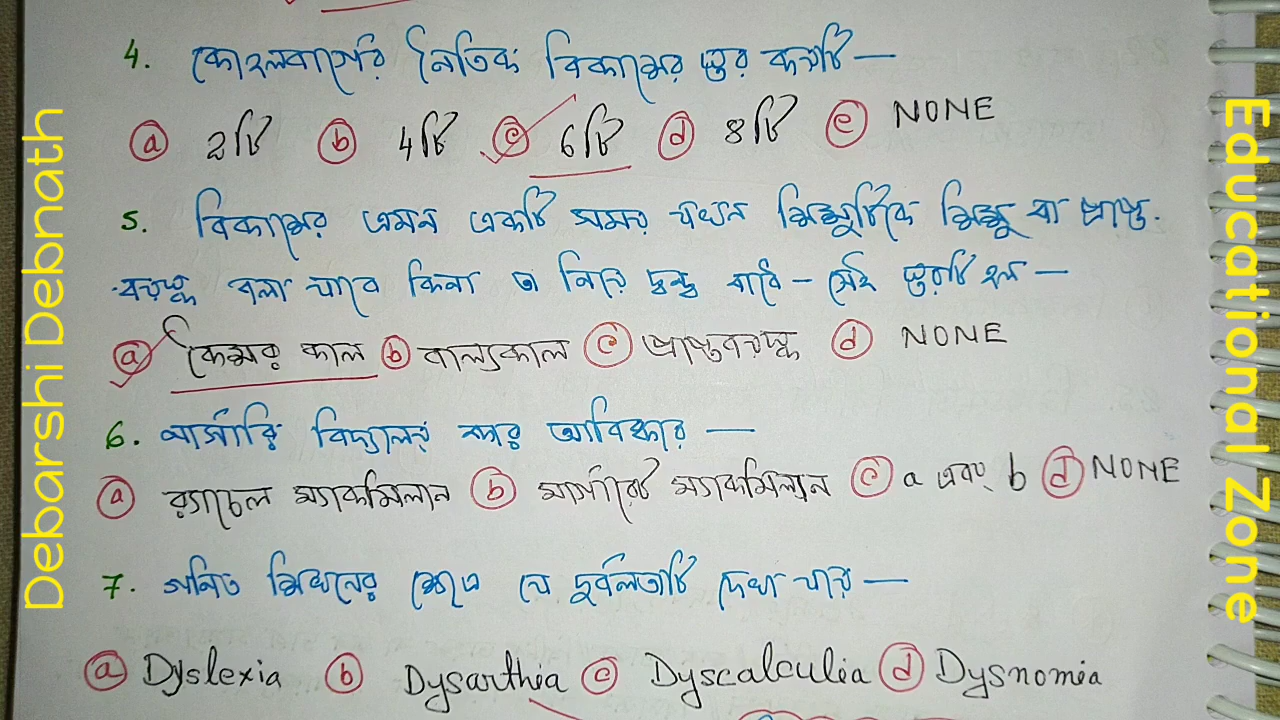 4. কোহলবার্গের নৈতিক বিকাশের স্তর কয়টি —
ⓐ 2টি ⓑ 4টি ⓒ 6টি ⓓ 8টি ⓔ NONE
5. বিকাশের এমন একটি সময় যখন শিশুটিকে শিশু না প্রাপ্ত-
বয়স্ক বলা যাবে কিনা তা নিয়ে দ্বন্দ্ব বাধে - সেই স্তরটি হল —
ⓐ কৈশোর কাল ⓑ বাল্যকাল ⓒ প্রাপ্তবয়স্ক ⓓ NONE
6. নার্সারি বিদ্যালয় কার আবিষ্কার —
ⓐ র‍্যাচেল ম্যাকমিলান ⓑ মার্গারেট ম্যাকমিলান ⓒ a এবং b ⓓ NONE
7. গনিত শিখনের ক্ষেত্রে যে দুর্বলতাটি দেখা যায় —
ⓐ Dyslexia ⓑ Dysarthia ⓒ Dyscalculia ⓓ Dysnomia
Debarshi Debnath
Educational Zone